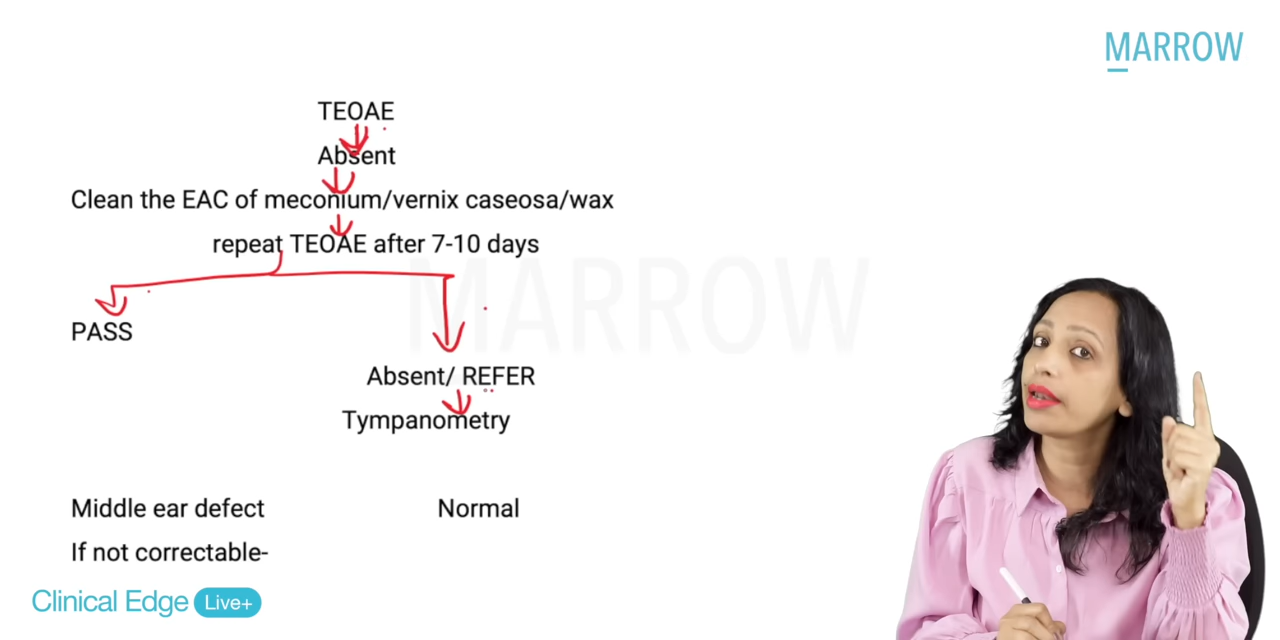 MARROW
TEOAE
Absent
Clean the EAC of meconium/vernix caseosa/wax
repeat TEOAE after 7-10 days
MARROW
PASS
Absent/ REFER
Tympanometry
Middle ear defect
Normal
If not correctable-
Clinical Edge Live+